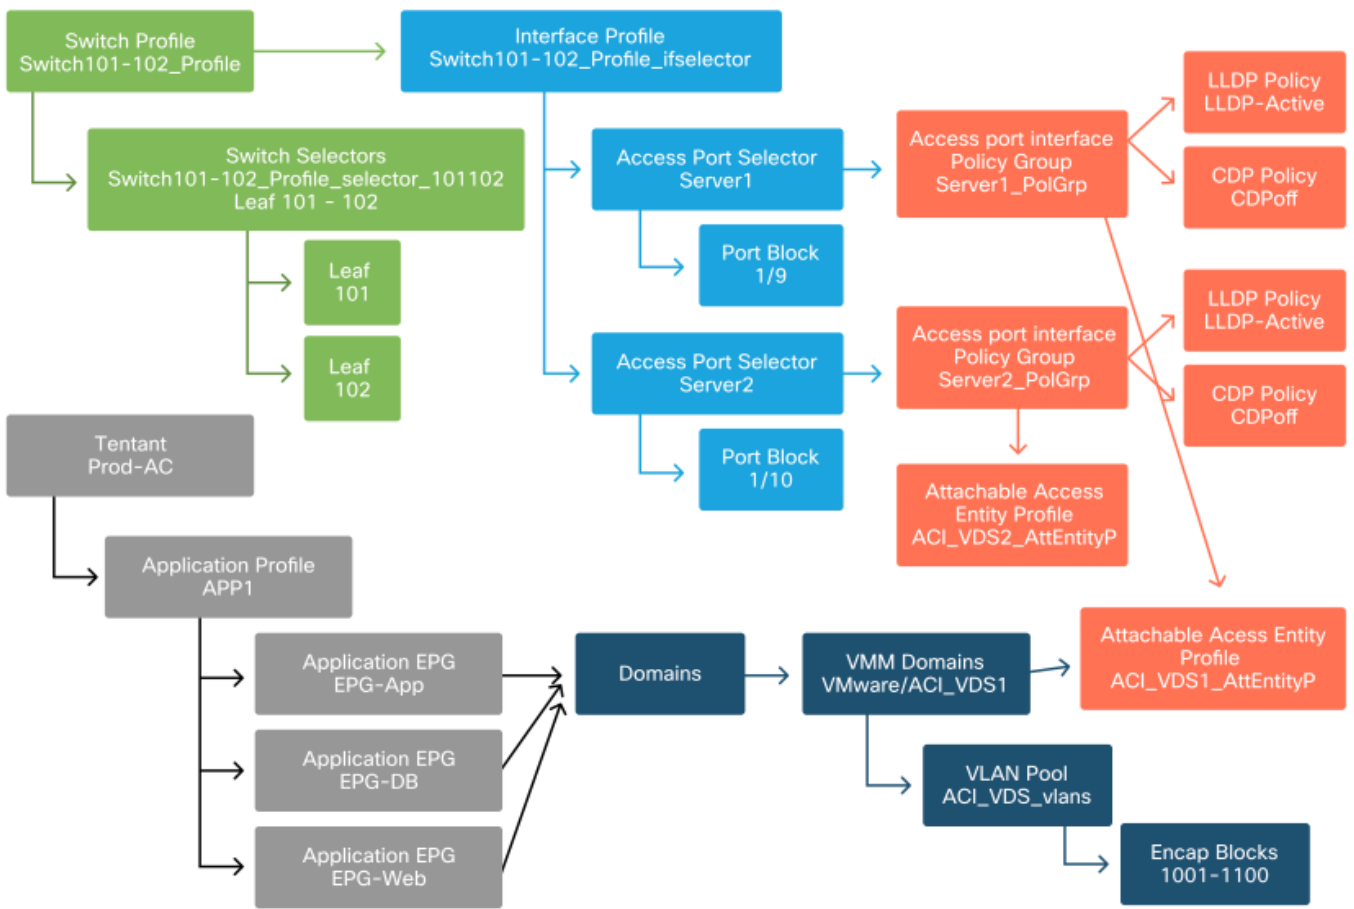 Switch Profile
Switch101-102_Profile
Interface Profile
Switch101-102_Profile_ifselector
LLDP Policy
LLDP-Active
Switch Selectors
Switch101-102_Profile_selector_101102
Leaf 101 - 102
Access Port Selector
Server1
Access port interface
Policy Group
Server1_PolGrp
CDP Policy
CDPoff
Leaf
101
Port Block
1/9
LLDP Policy
LLDP-Active
Leaf
102
Access Port Selector
Server2
Access port interface
Policy Group
Server2_PolGrp
CDP Policy
CDPoff
Tentant
Prod-AC
Port Block
1/10
Attachable Access
Entity Profile
ACI_VDS2_AttEntityP
Application Profile
APP1
Application EPG
EPG-App
Domains
VMM Domains
VMware/ACI_VDS1
Attachable Acess Entity
Profile
ACI_VDS1_AttEntityP
Application EPG
EPG-DB
VLAN Pool
ACI_VDS_vlans
Application EPG
EPG-Web
Encap Blocks
1001-1100